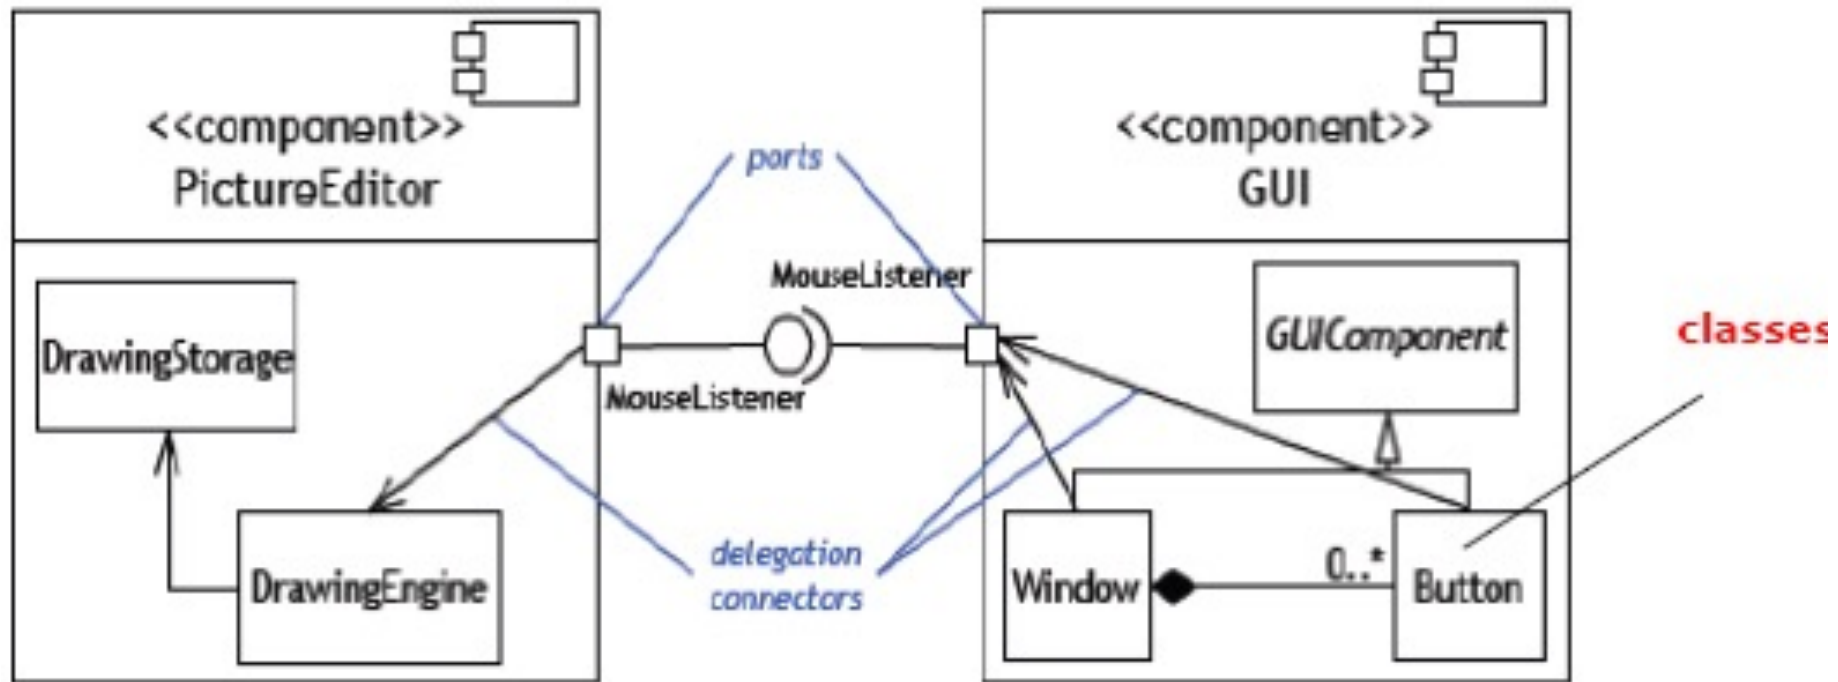 <<component>>
PictureEditor
<<component>>
GUI
ports
MouseListener
MouseListener
DrawingStorage
DrawingEngine
delegation
connectors
GUIComponent
classes
Window
0..*
Button